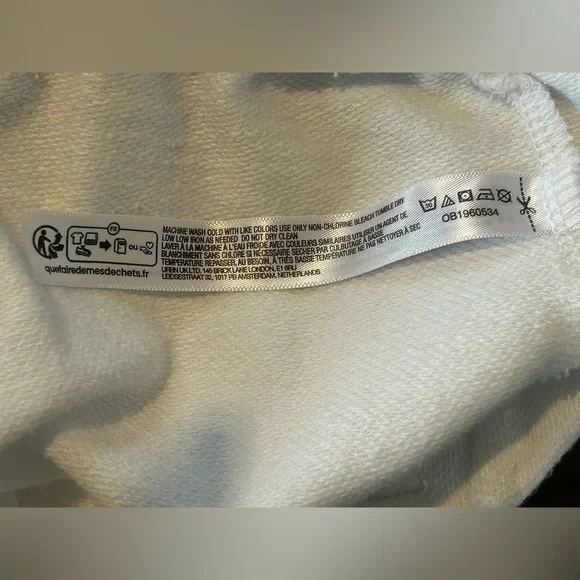 FR
OU
quefairedemesdechets.fr
MACHINE WASH COLD WITH LIKE COLORS USE ONLY NON-CHLORINE BLEACH TUMBLE DRY
LOW LOW IRON AS NEEDED DO NOT DRY CLEAN
LAVER À LA MACHINE À L'EAU FROIDE AVEC COULEURS SIMILAIRES UTILISER UN AGENT DE
BLANCHIMENT SANS CHLORE SI NÉCESSAIRE SÉCHER PAR CULBUTAGE À BASSE
TEMPÉRATURE REPASSER, AU BESOIN, À TRÈS BASSE TEMPÉRATURE NE PAS NETTOYER À SEC
UK LTD, 146 BRICK LANE LONDON, E1 6RU
32, 1017 PB AMSTERDAM, NETHERLANDS
30
OB1960534